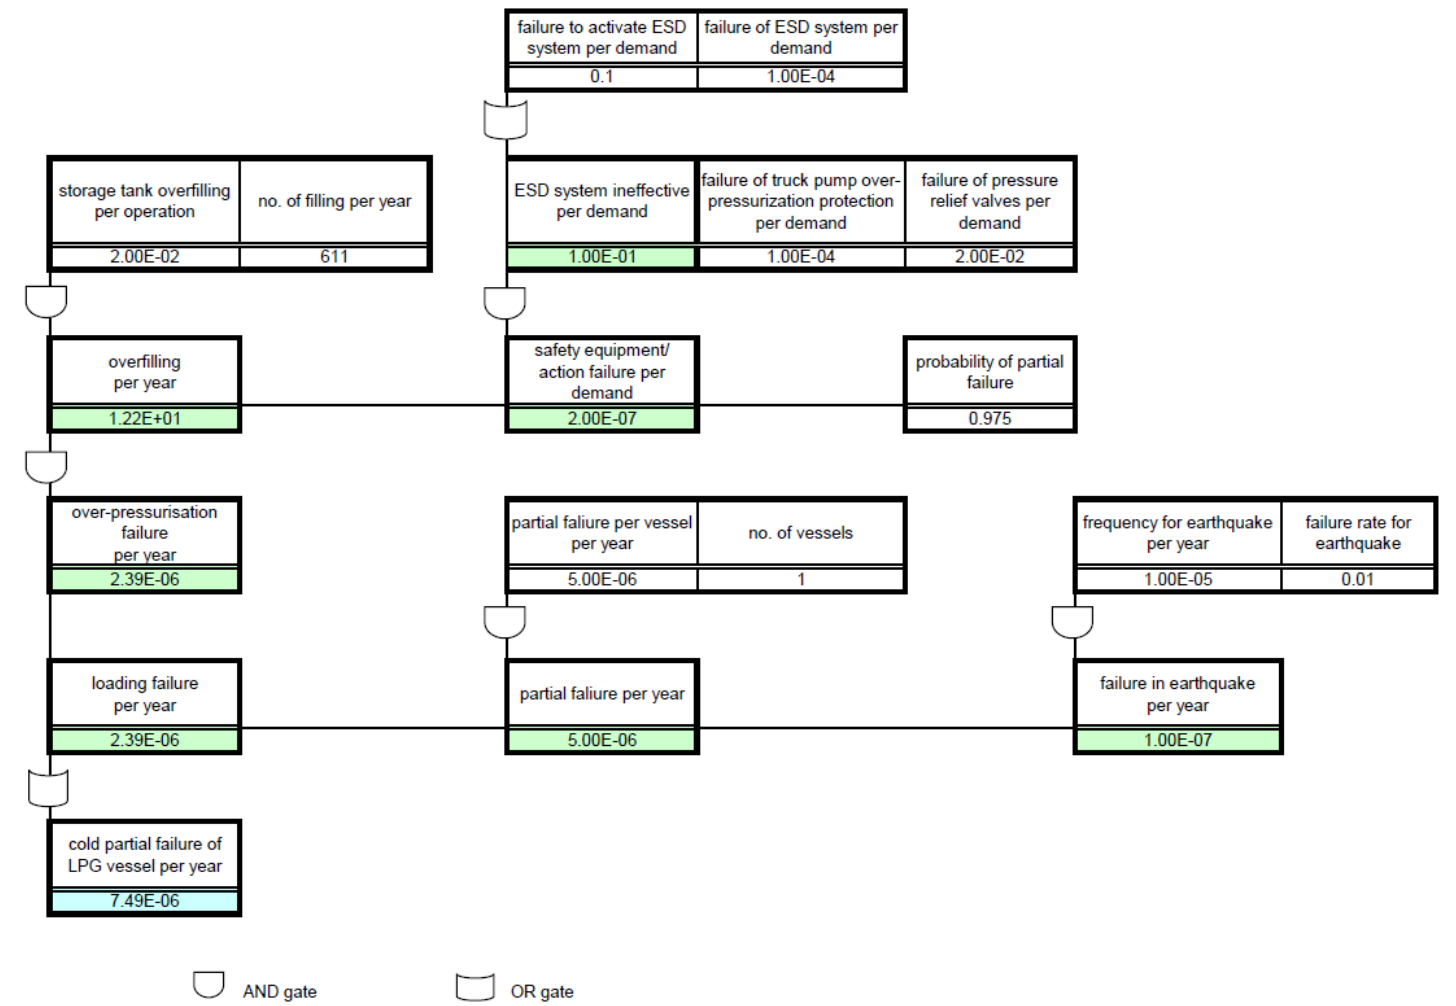 failure to activate ESD
system per demand
failure of ESD system per
demand
0.1
1.00E-04
storage tank overfilling
per operation
no. of filling per year
2.00E-02
611
ESD system ineffective
per demand
failure of truck pump over-
pressurization protection
per demand
failure of pressure
relief valves per
demand
1.00E-01
1.00E-04
2.00E-02
overfilling
per year
1.22E+01
safety equipment/
action failure per
demand
2.00E-07
probability of partial
failure
0.975
over-pressurisation
failure
per year
2.39E-06
partial faliure per vessel
per year
no. of vessels
5.00E-06
1
frequency for earthquake
per year
failure rate for
earthquake
1.00E-05
0.01
loading failure
per year
2.39E-06
partial faliure per year
5.00E-06
failure in earthquake
per year
1.00E-07
cold partial failure of
LPG vessel per year
7.49E-06
AND gate
OR gate